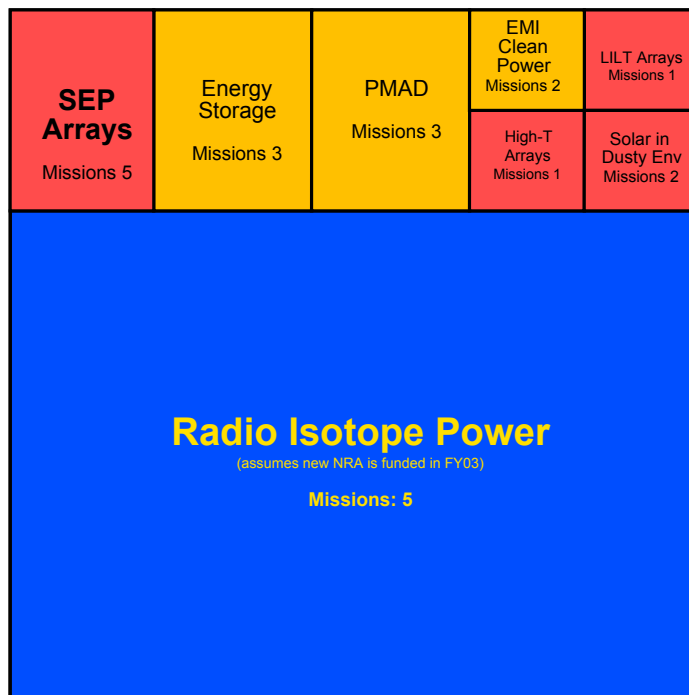 SEP
Arrays
Missions 5
Energy
Storage
Missions 3
PMAD
Missions 3
EMI
Clean
Power
Missions 2
LILT Arrays
Missions 1
High-T
Arrays
Missions 1
Solar in
Dusty Env
Missions 2
Radio Isotope Power
(assumes new NRA is funded in FY03)
Missions: 5